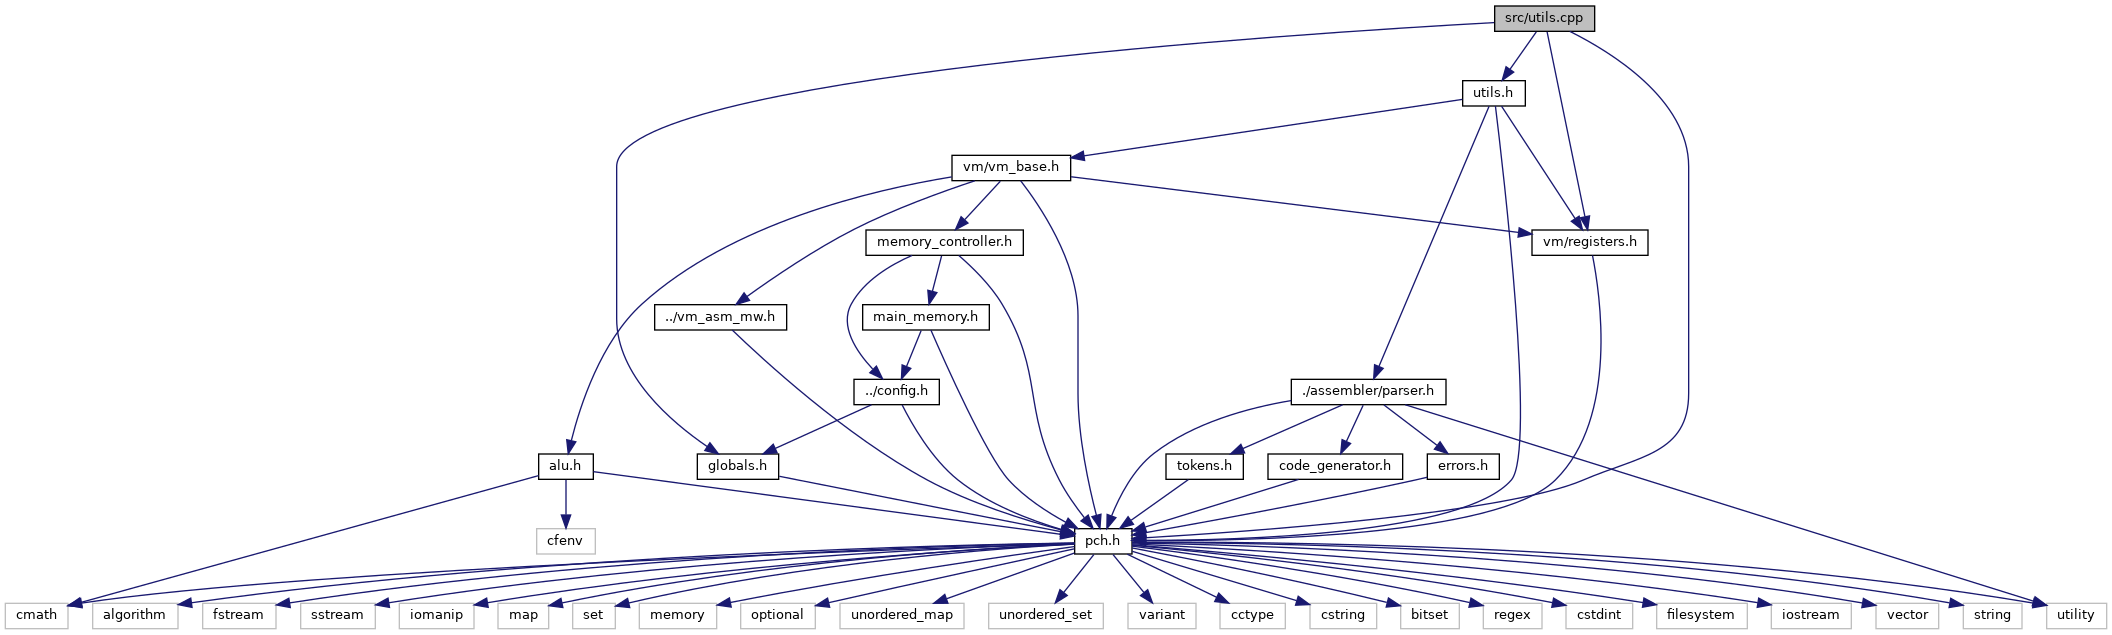 src/utils.cpp
utils.h
vm/vm_base.h
memory_controller.h
vm/registers.h
../vm_asm_mw.h
main_memory.h
../config.h
./assembler/parser.h
alu.h
globals.h
tokens.h
code_generator.h
errors.h
cfenv
pch.h
cmath
algorithm
fstream
sstream
iomanip
map
set
memory
optional
unordered_map
unordered_set
variant
cctype
cstring
bitset
regex
cstdint
filesystem
iostream
vector
string
utility